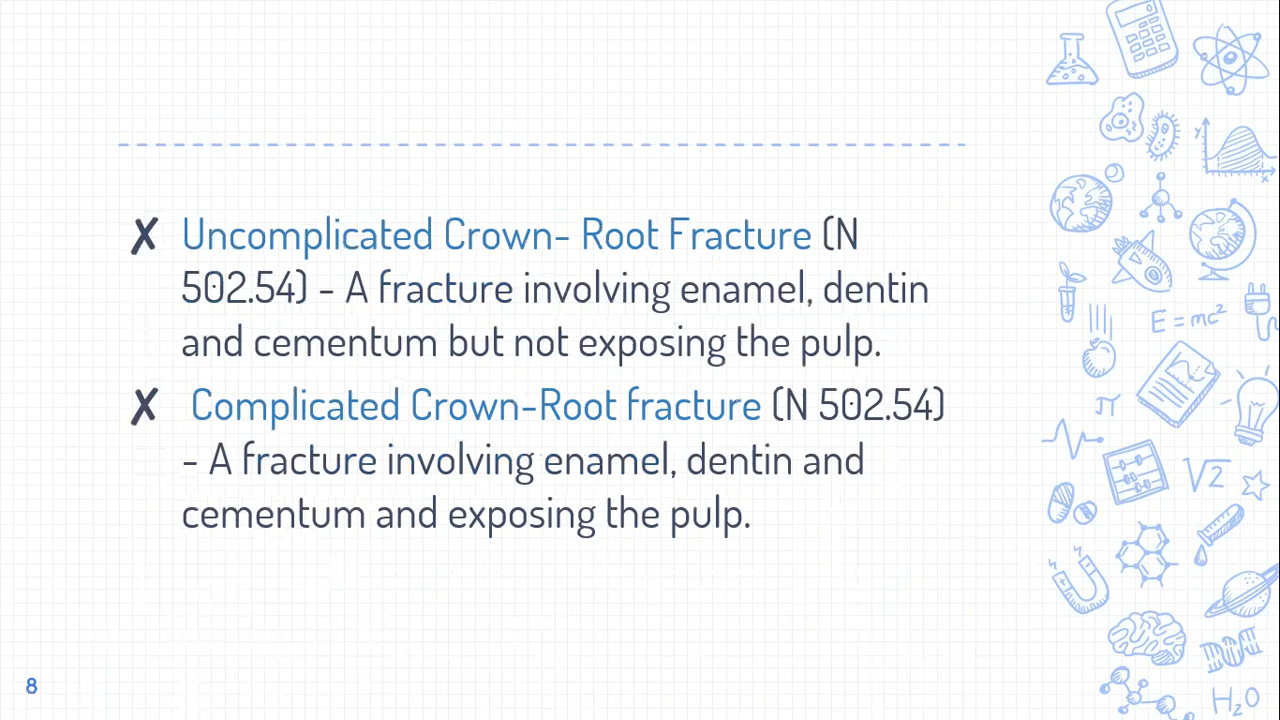 ✗ Uncomplicated Crown- Root Fracture (N
502.54) - A fracture involving enamel, dentin
and cementum but not exposing the pulp.
✗ Complicated Crown-Root fracture (N 502.54)
- A fracture involving enamel, dentin and
cementum and exposing the pulp.
8
y
x
E = mc²
π
√2
H₂O